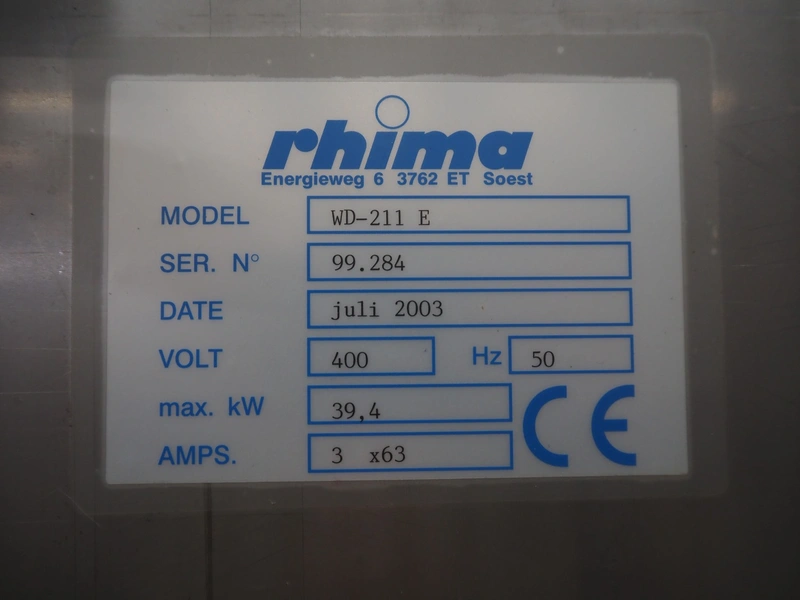 rhima
Energieweg 6 3762 ET Soest
MODEL WD-211 E
SER. N° 99.284
DATE juli 2003
VOLT 400 Hz 50
max. kW 39,4
AMPS. 3 x63
CE